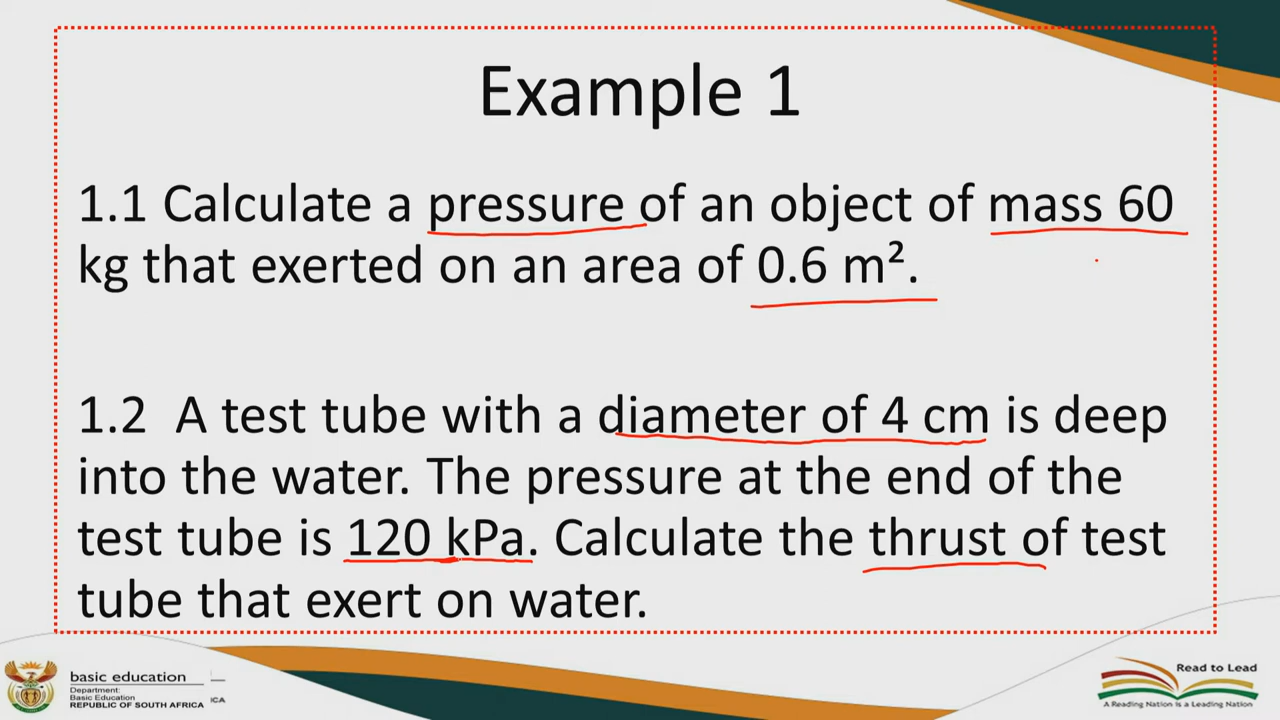 Example 1
1.1 Calculate a pressure of an object of mass 60
kg that exerted on an area of 0.6 m².
1.2 A test tube with a diameter of 4 cm is deep
into the water. The pressure at the end of the
test tube is 120 kPa. Calculate the thrust of test
tube that exert on water.
basic education
Department:
Basic Education
REPUBLIC OF SOUTH AFRICA
ICA
Read to Lead
A Reading Nation is a Leading Nation